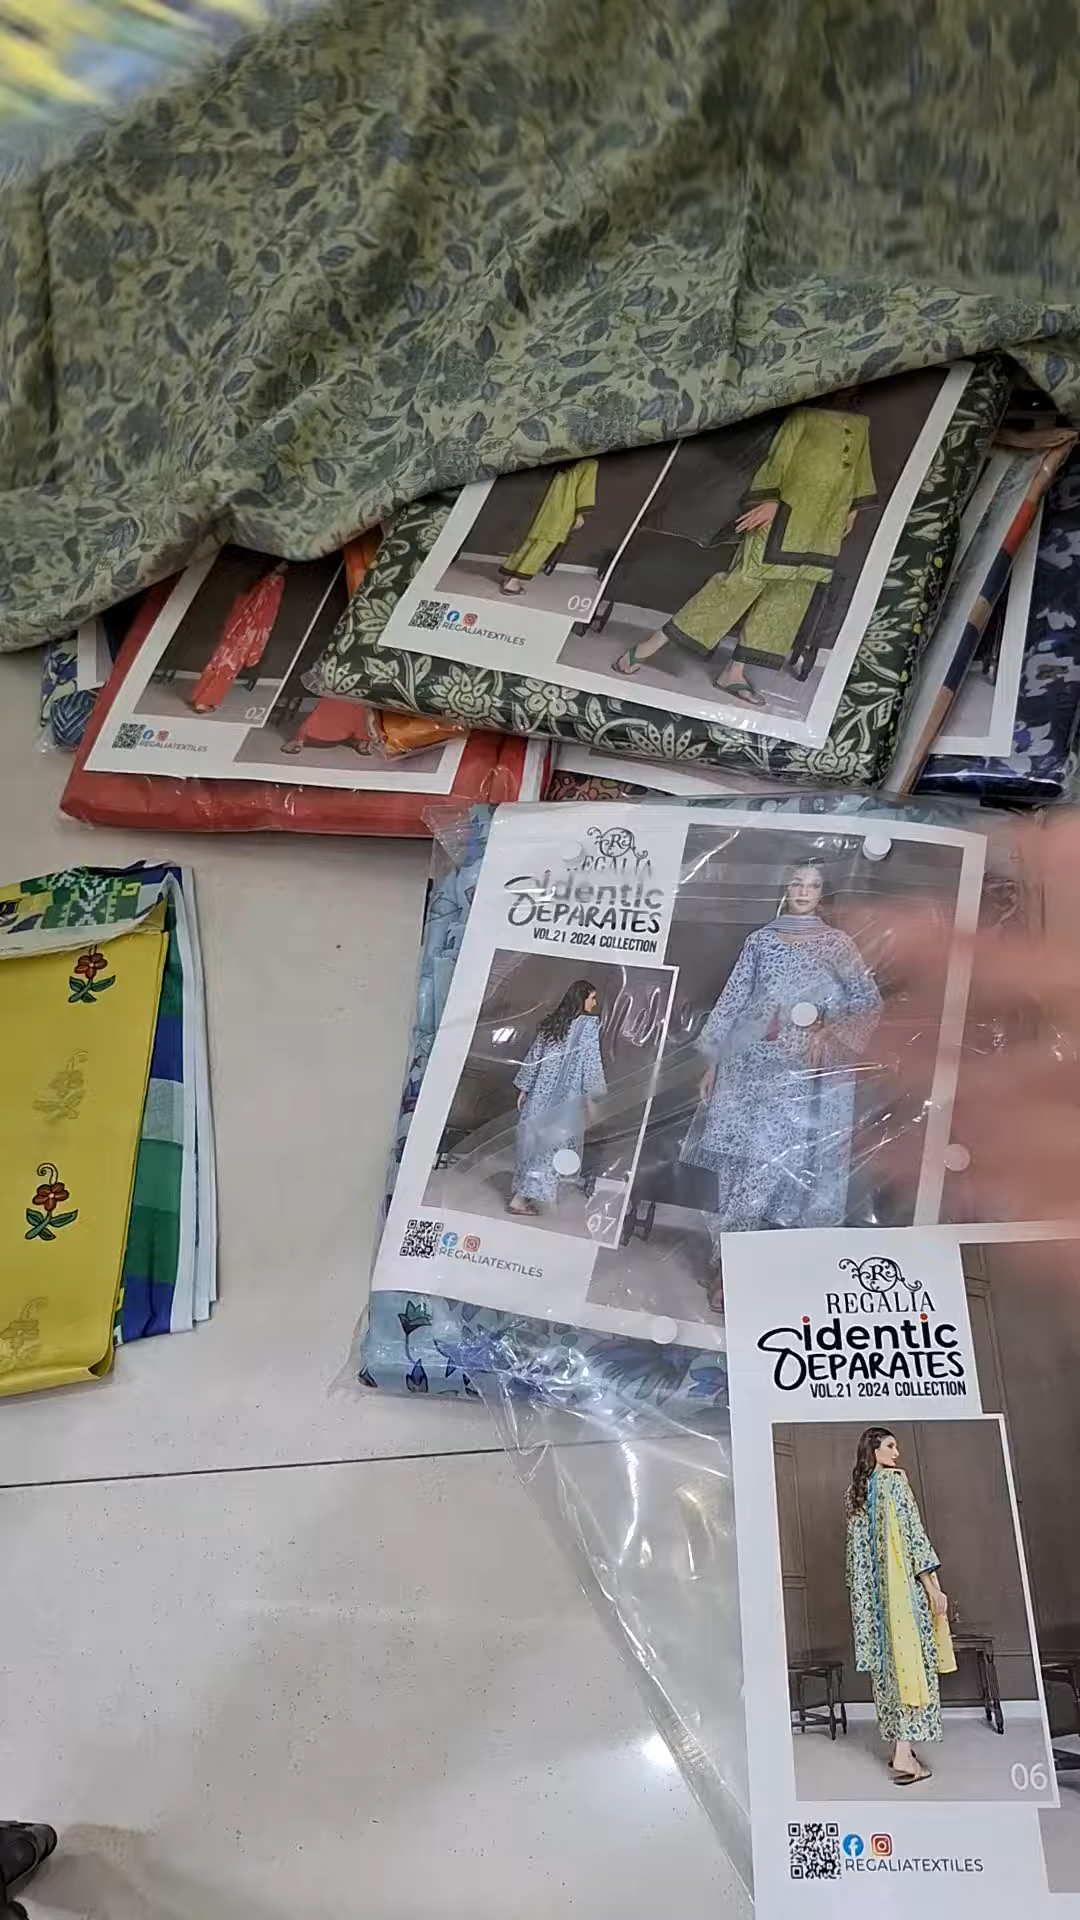 09
REGALIATEXTILES
02
REGALIATEXTILES
R
REGALIA
Sidentic
SEPARATES
VOL.21 2024 COLLECTION
07
REGALIATEXTILES
R
REGALIA
Sidentic
SEPARATES
VOL.21 2024 COLLECTION
06
REGALIATEXTILES